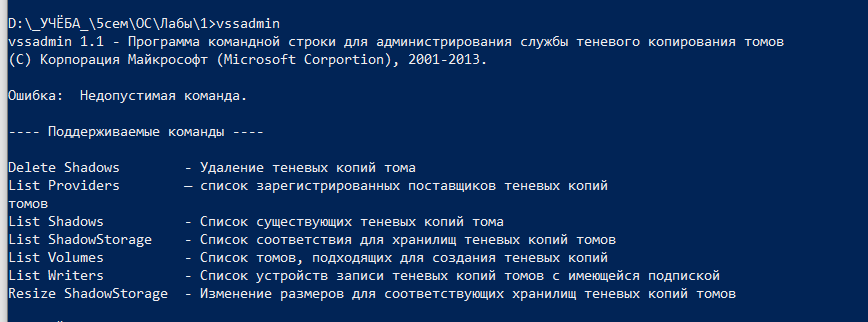 D:\_УЧЁБА_\5сем\ОС\Лабы\1>vssadmin
vssadmin 1.1 - Программа командной строки для администрирования службы теневого копирования томов
(C) Корпорация Майкрософт (Microsoft Corportion), 2001-2013.
Ошибка:  Недопустимая команда.
---- Поддерживаемые команды ----
Delete Shadows        - Удаление теневых копий тома
List Providers        — список зарегистрированных поставщиков теневых копий
томов
List Shadows          - Список существующих теневых копий тома
List ShadowStorage    - Список соответствия для хранилищ теневых копий томов
List Volumes          - Список томов, подходящих для создания теневых копий
List Writers          - Список устройств записи теневых копий томов с имеющейся подпиской
Resize ShadowStorage  - Изменение размеров для соответствующих хранилищ теневых копий томов